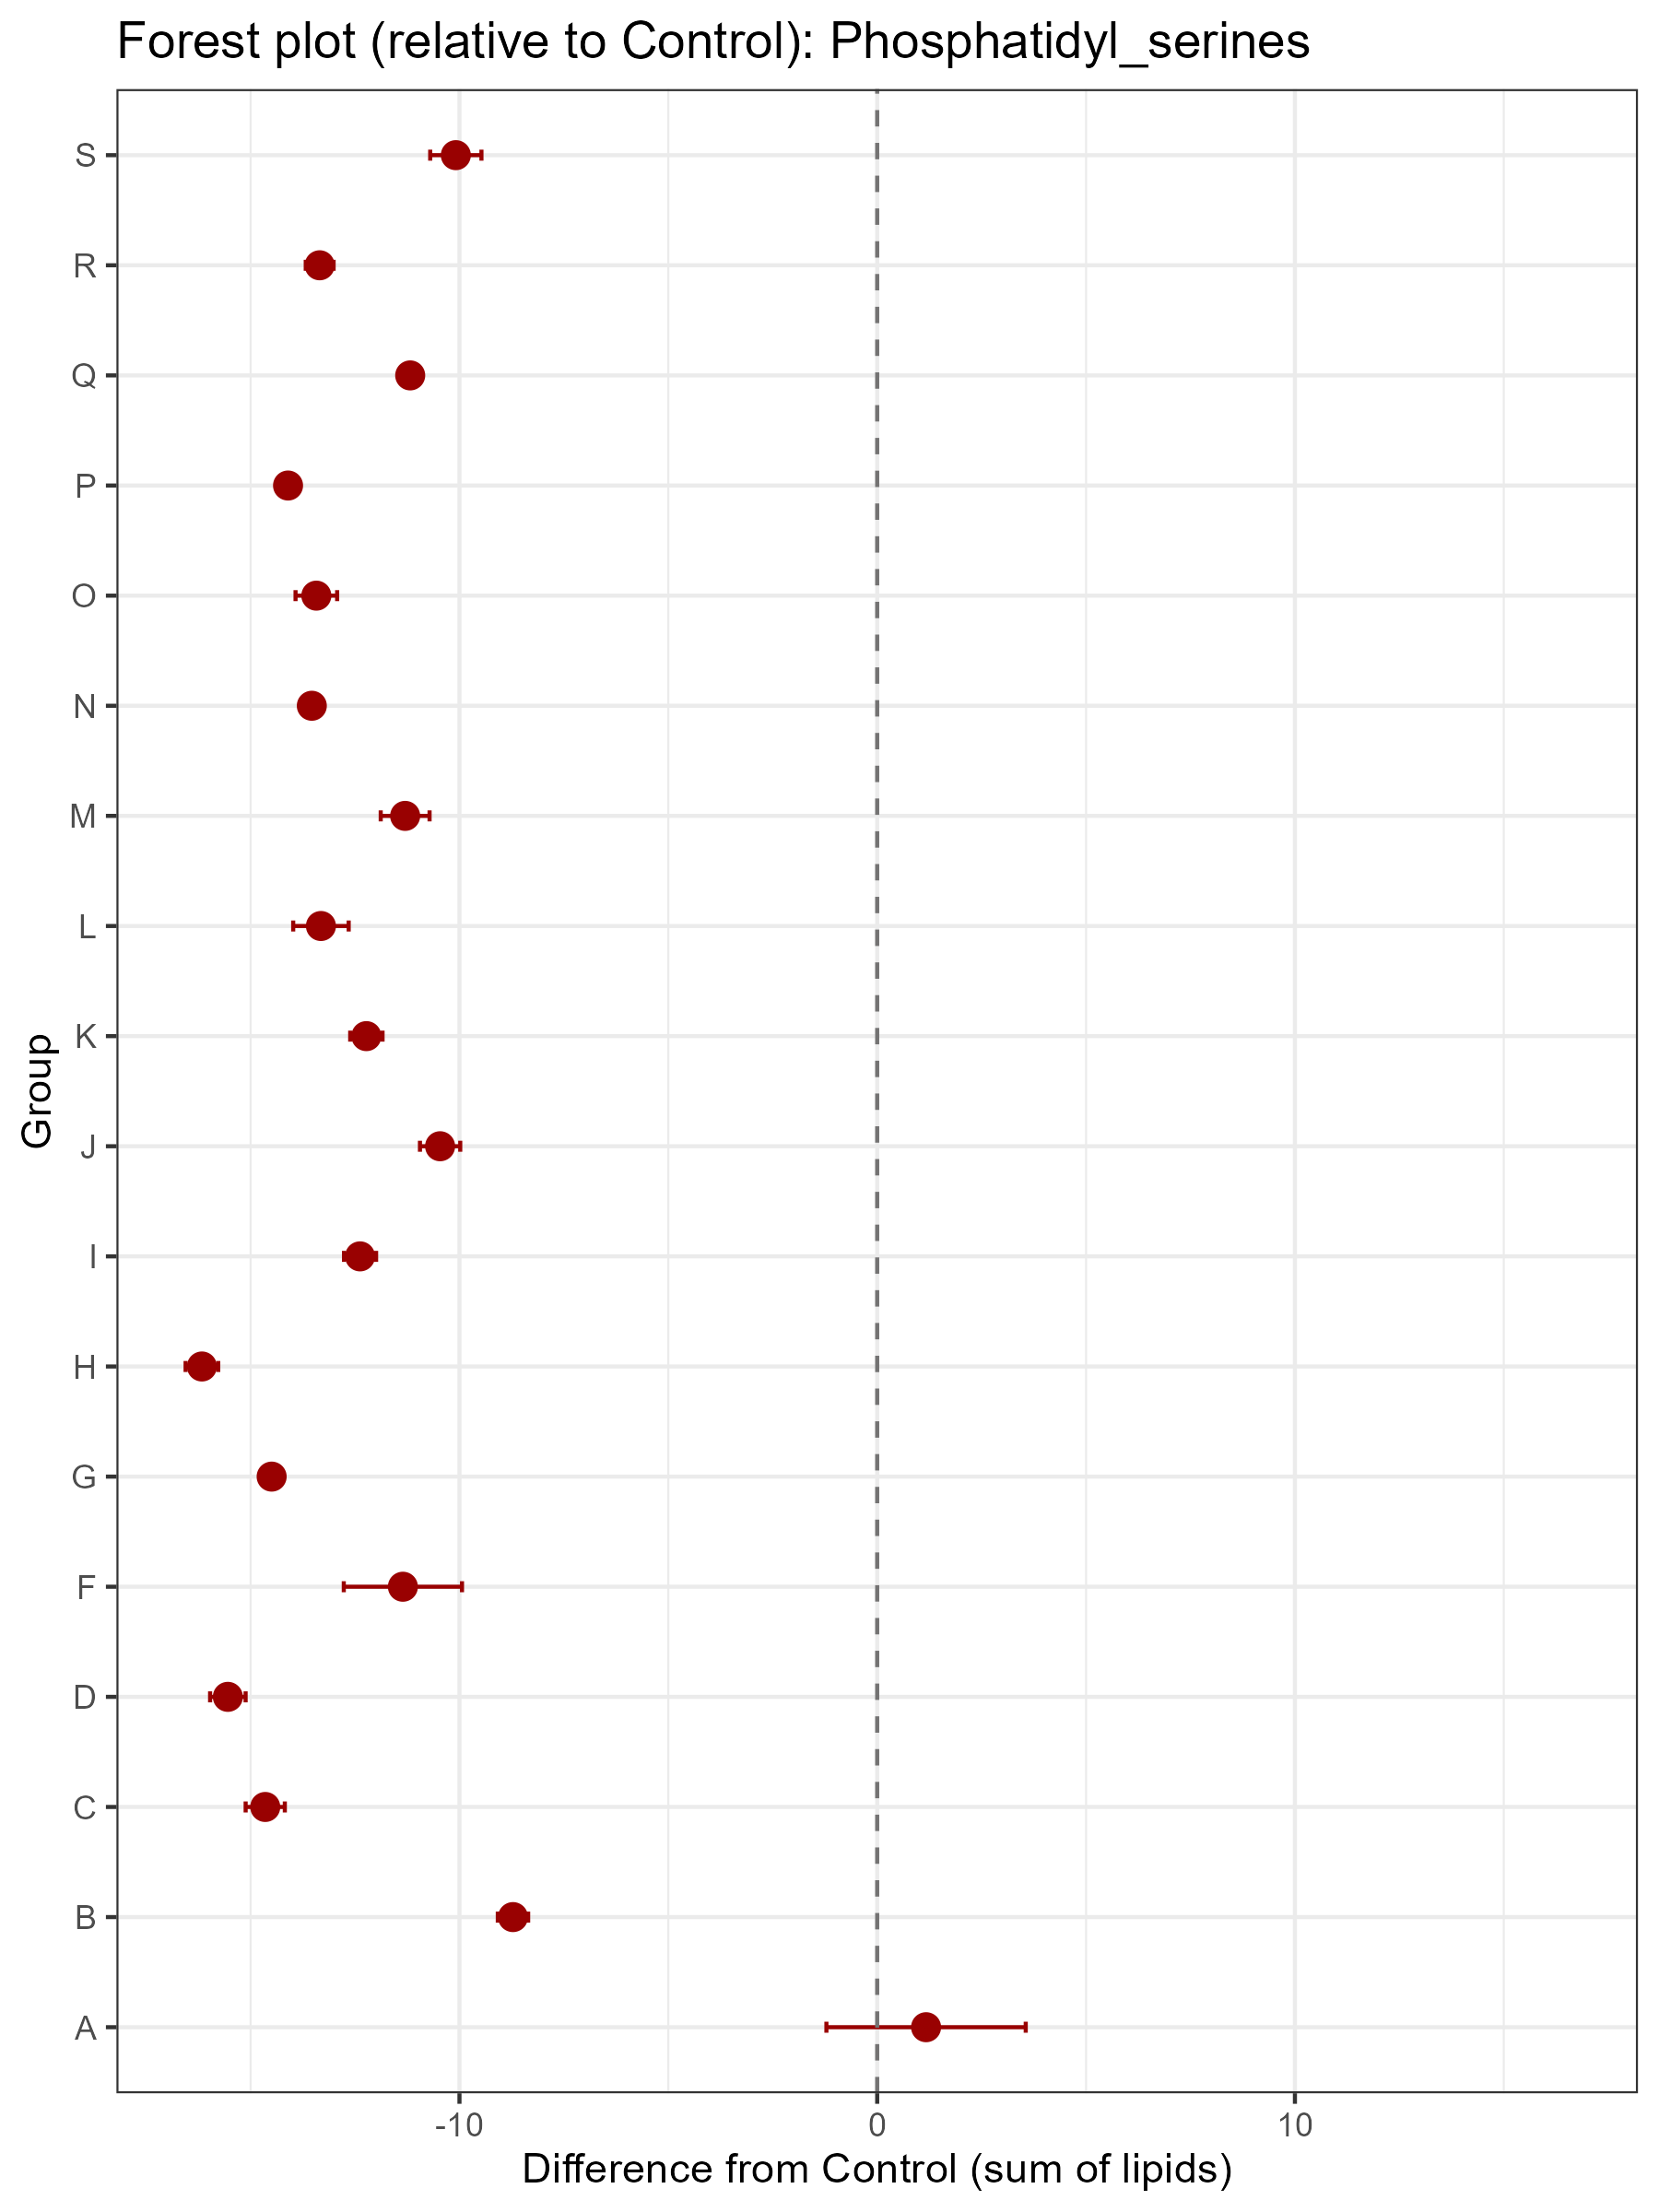 Forest plot (relative to Control): Phosphatidyl_serines
S
R
Q
P
O
N
M
L
K
J
I
H
G
F
D
C
B
A
Group
-10
0
10
Difference from Control (sum of lipids)